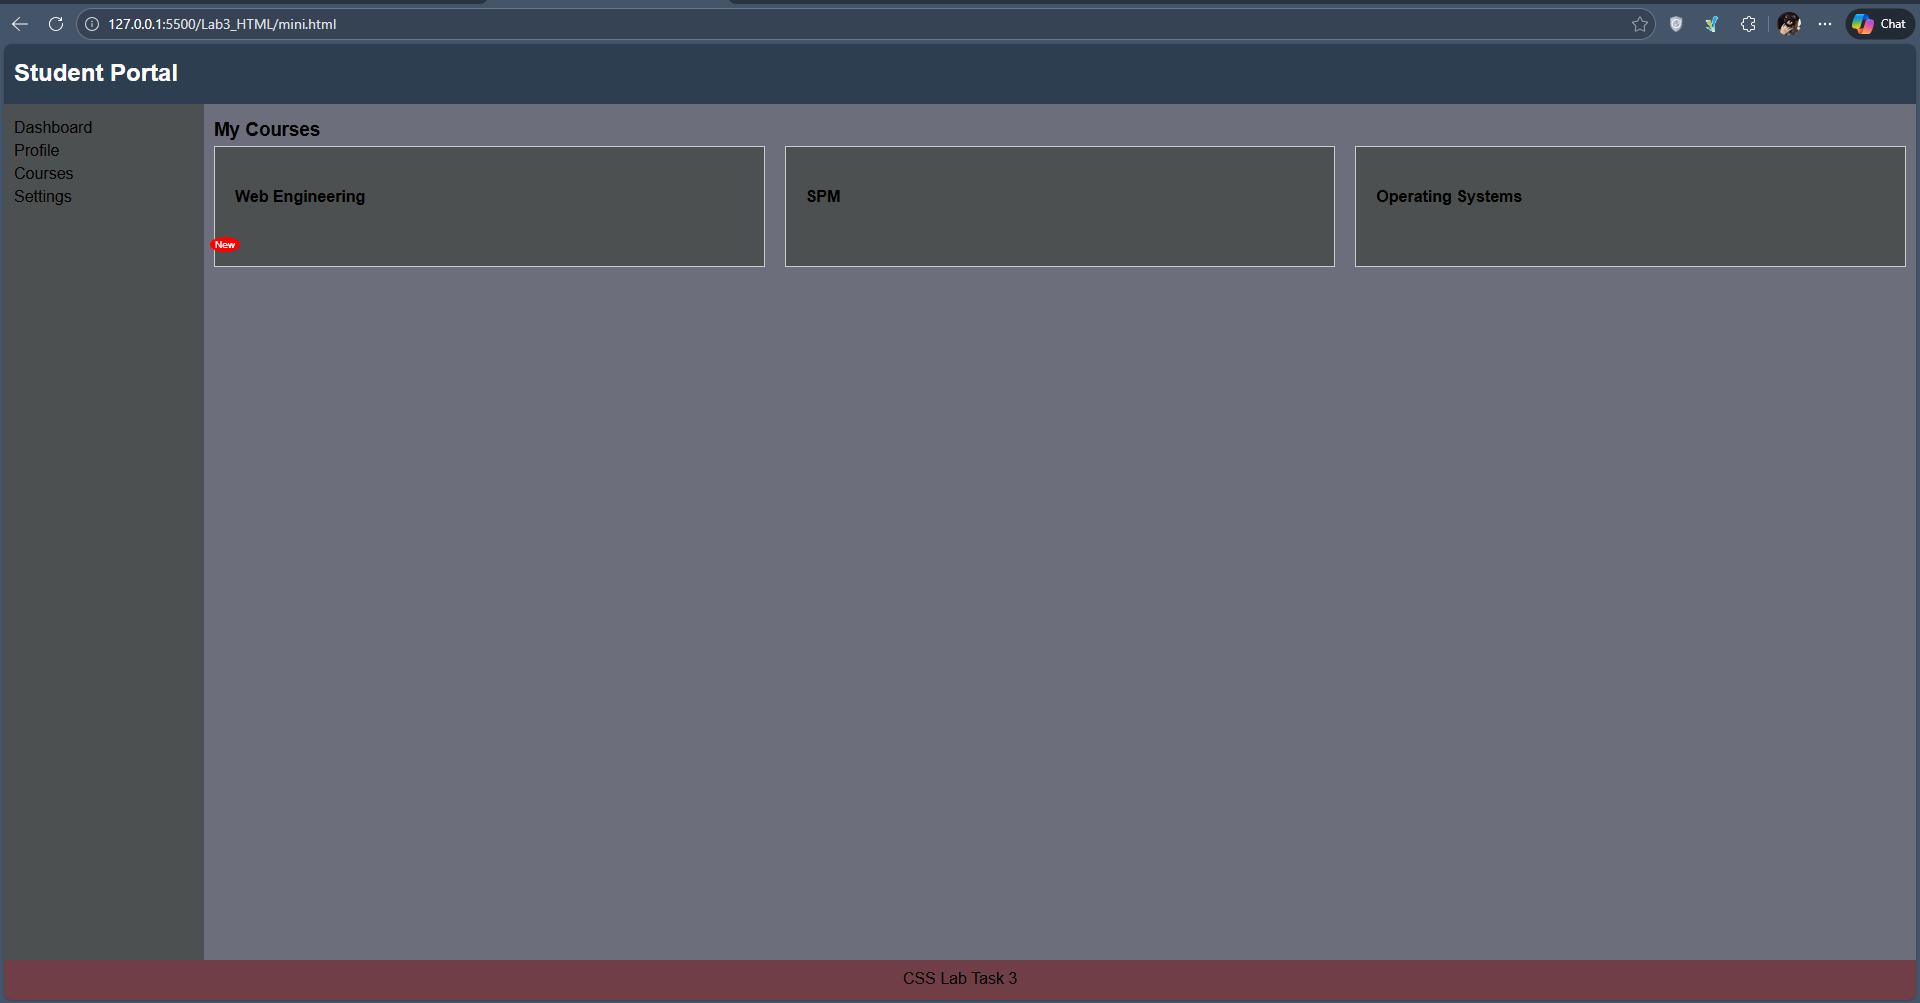 127.0.0.1:5500/Lab3_HTML/mini.html
Chat
Student Portal
Dashboard
Profile
Courses
Settings
My Courses
Web Engineering
New
SPM
Operating Systems
CSS Lab Task 3